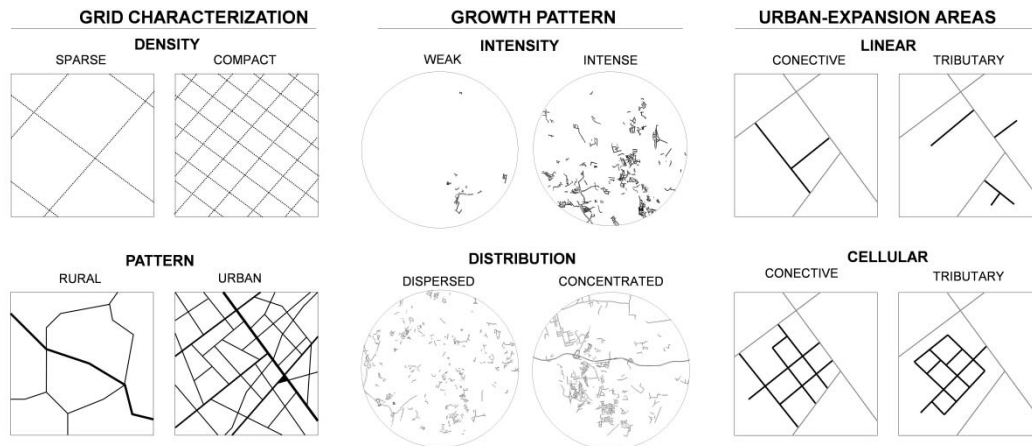 GRID CHARACTERIZATION
DENSITY
SPARSE COMPACT
PATTERN
RURAL URBAN
GROWTH PATTERN
INTENSITY
WEAK INTENSE
DISTRIBUTION
DISPERSED CONCENTRATED
URBAN-EXPANSION AREAS
LINEAR
CONECTIVE TRIBUTARY
CELLULAR
CONECTIVE TRIBUTARY